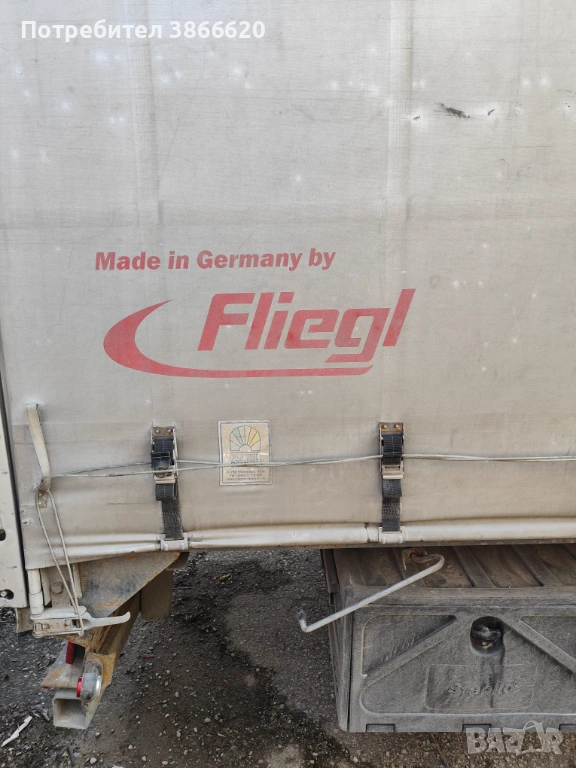 Потребител 3866620
Made in Germany by
Fliegl
BAZAR